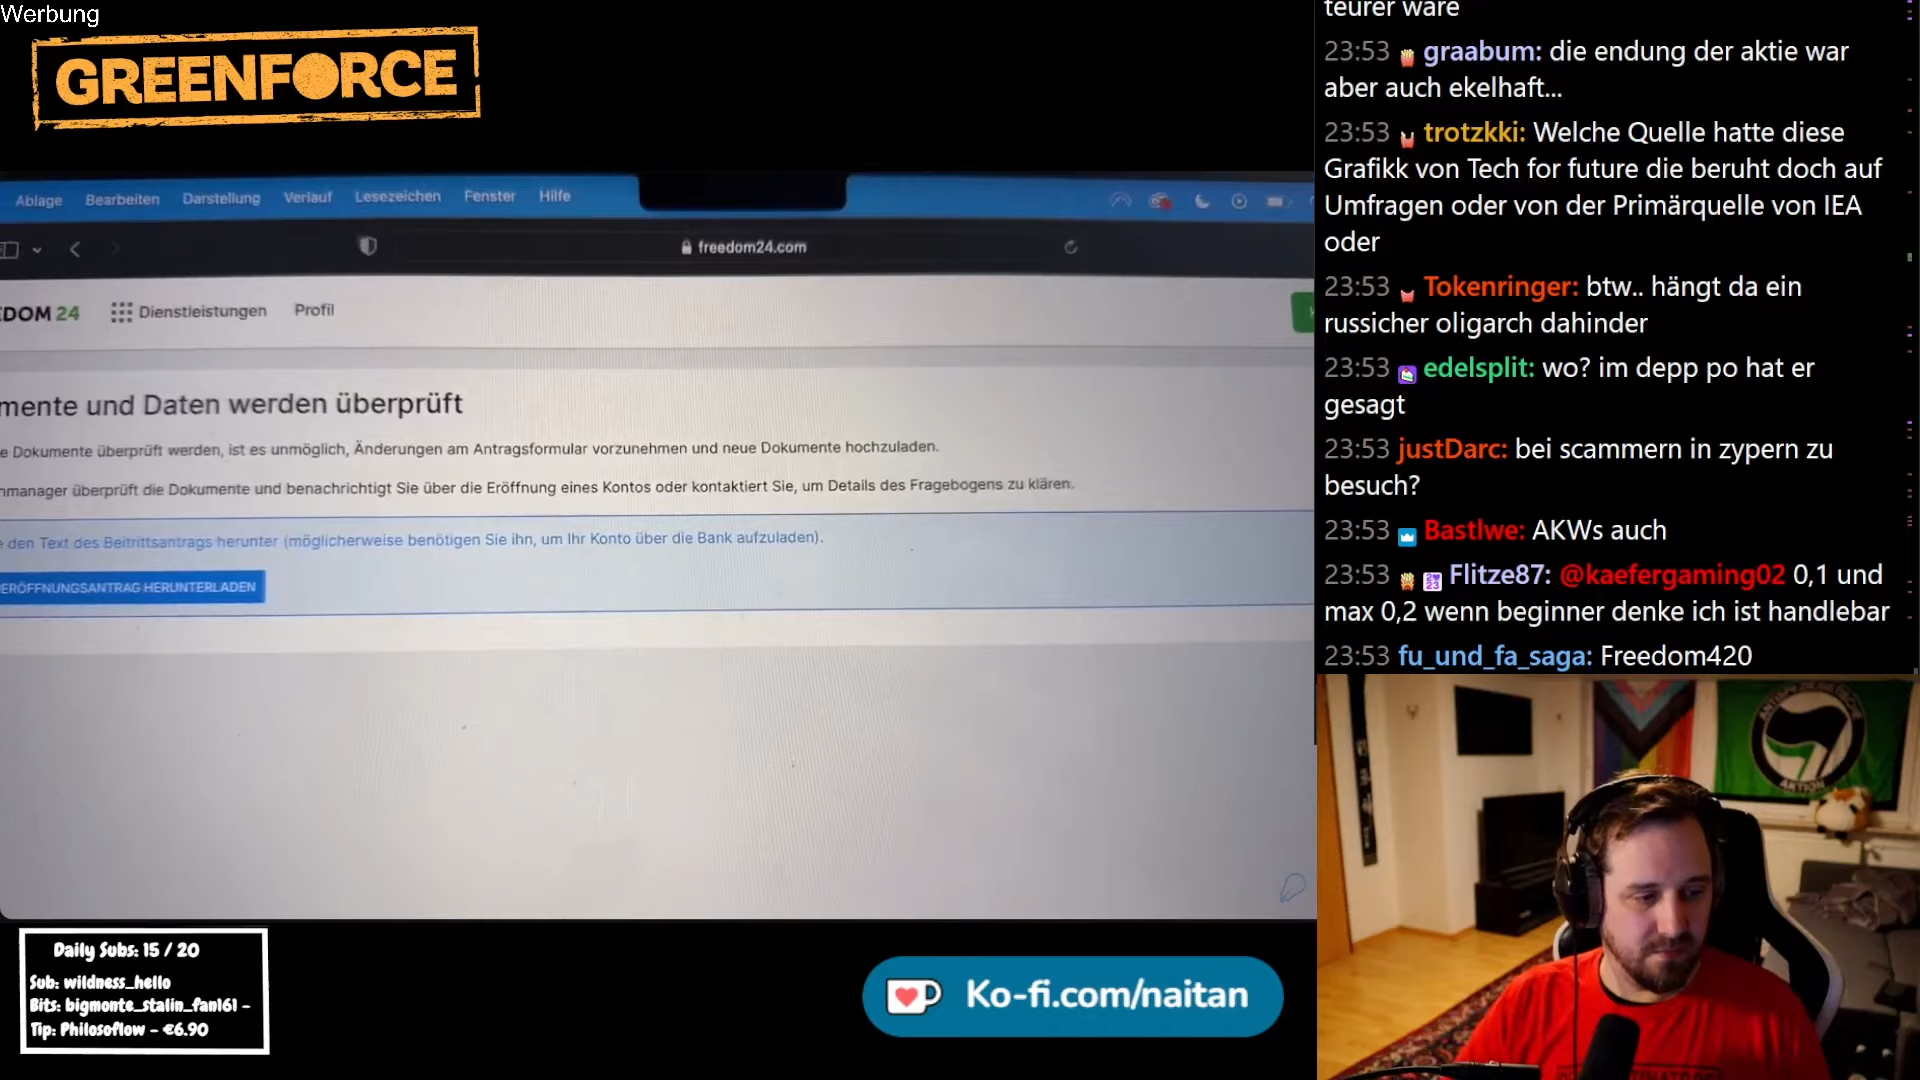 Werbung
GREENFORCE
Ablage Bearbeiten Darstellung Verlauf Lesezeichen Fenster Hilfe
freedom24.com
EDOM 24 Dienstleistungen Profil
mente und Daten werden überprüft
e Dokumente überprüft werden, ist es unmöglich, Änderungen am Antragsformular vorzunehmen und neue Dokumente hochzuladen.
nmanager überprüft die Dokumente und benachrichtigt Sie über die Eröffnung eines Kontos oder kontaktiert Sie, um Details des Fragebogens zu klären.
e den Text des Beitrittsantrags herunter (möglicherweise benötigen Sie ihn, um Ihr Konto über die Bank aufzuladen).
ERÖFFNUNGSANTRAG HERUNTERLADEN
Daily Subs: 15 / 20
Sub: wildness_hello
Bits: bigmonte_stalin_fan161 -
Tip: Philosoflow - €6.90
Ko-fi.com/naitan
teurer wäre
23:53 graabum: die endung der aktie war
aber auch ekelhaft...
23:53 trotzkki: Welche Quelle hatte diese
Grafikk von Tech for future die beruht doch auf
Umfragen oder von der Primärquelle von IEA
oder
23:53 Tokenringer: btw.. hängt da ein
russicher oligarch dahinder
23:53 edelsplit: wo? im depp po hat er
gesagt
23:53 justDarc: bei scammern in zypern zu
besuch?
23:53 Bastlwe: AKWs auch
23:53 Flitze87: @kaefergaming02 0,1 und
max 0,2 wenn beginner denke ich ist handlebar
23:53 fu_und_fa_saga: Freedom420
AKTION